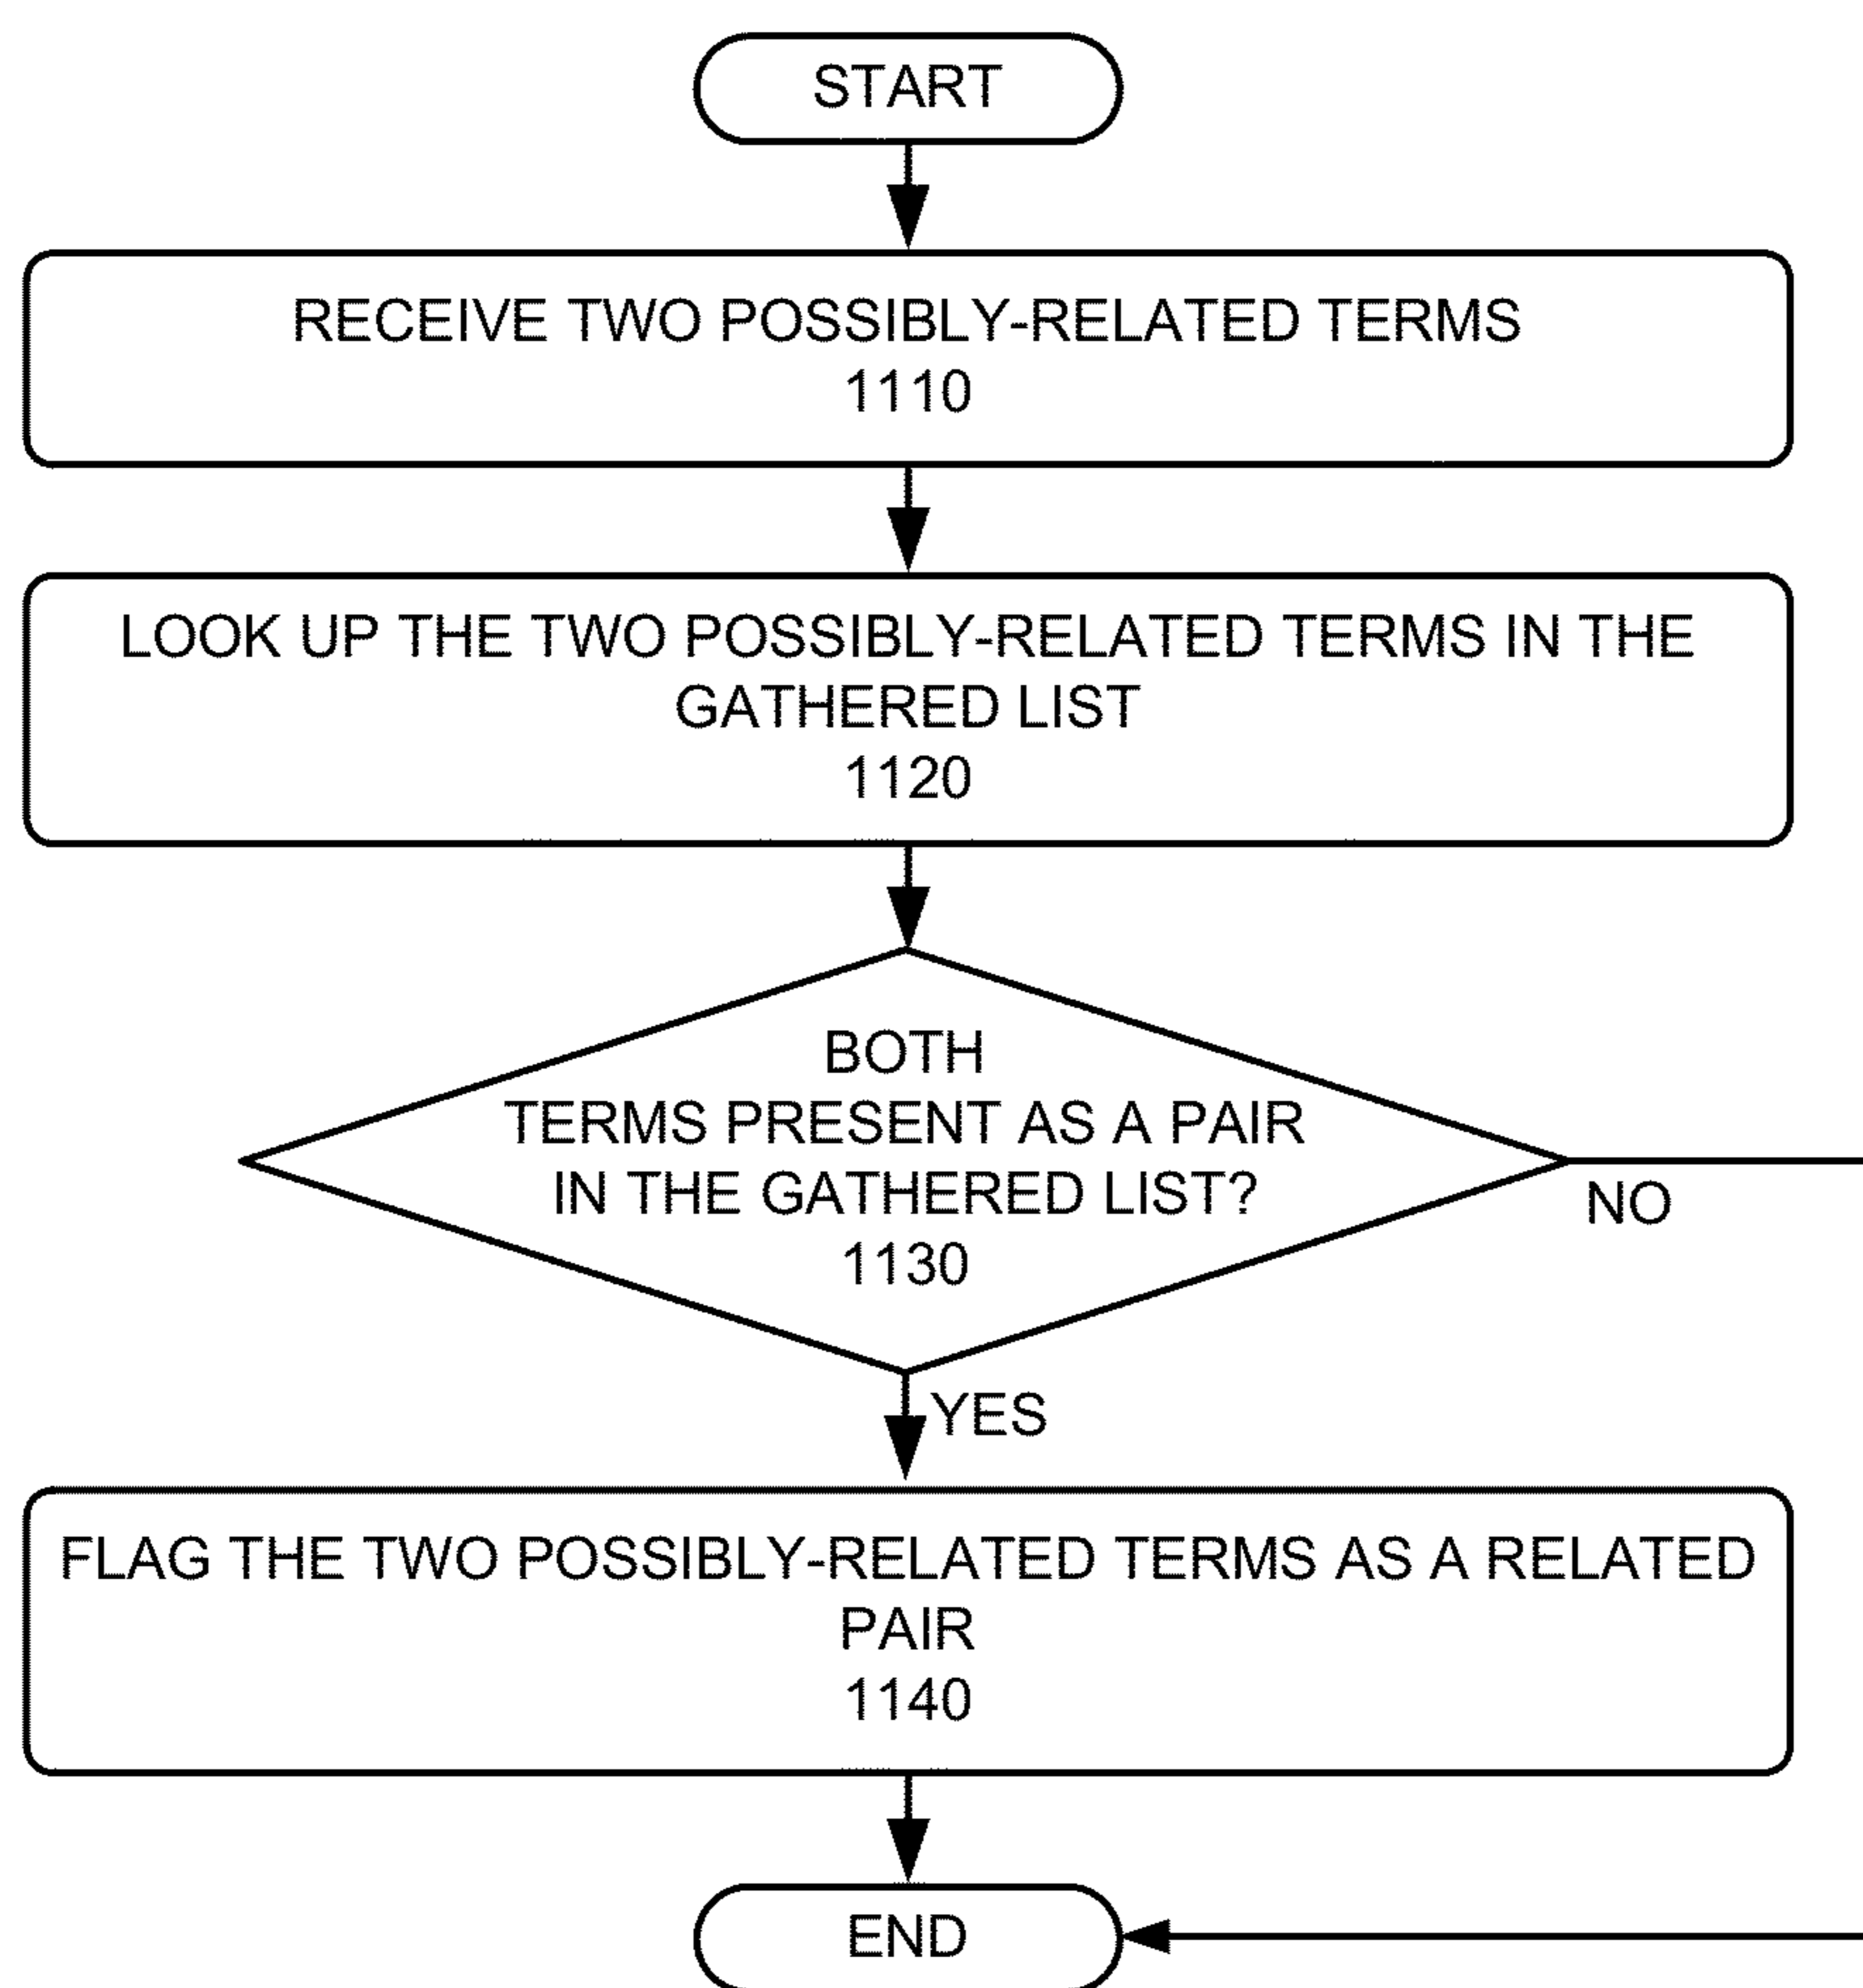 START
RECEIVE TWO POSSIBLY-RELATED TERMS
1110
LOOK UP THE TWO POSSIBLY-RELATED TERMS IN THE
GATHERED LIST
1120
BOTH
TERMS PRESENT AS A PAIR
IN THE GATHERED LIST?
1130
NO
YES
FLAG THE TWO POSSIBLY-RELATED TERMS AS A RELATED
PAIR
1140
END